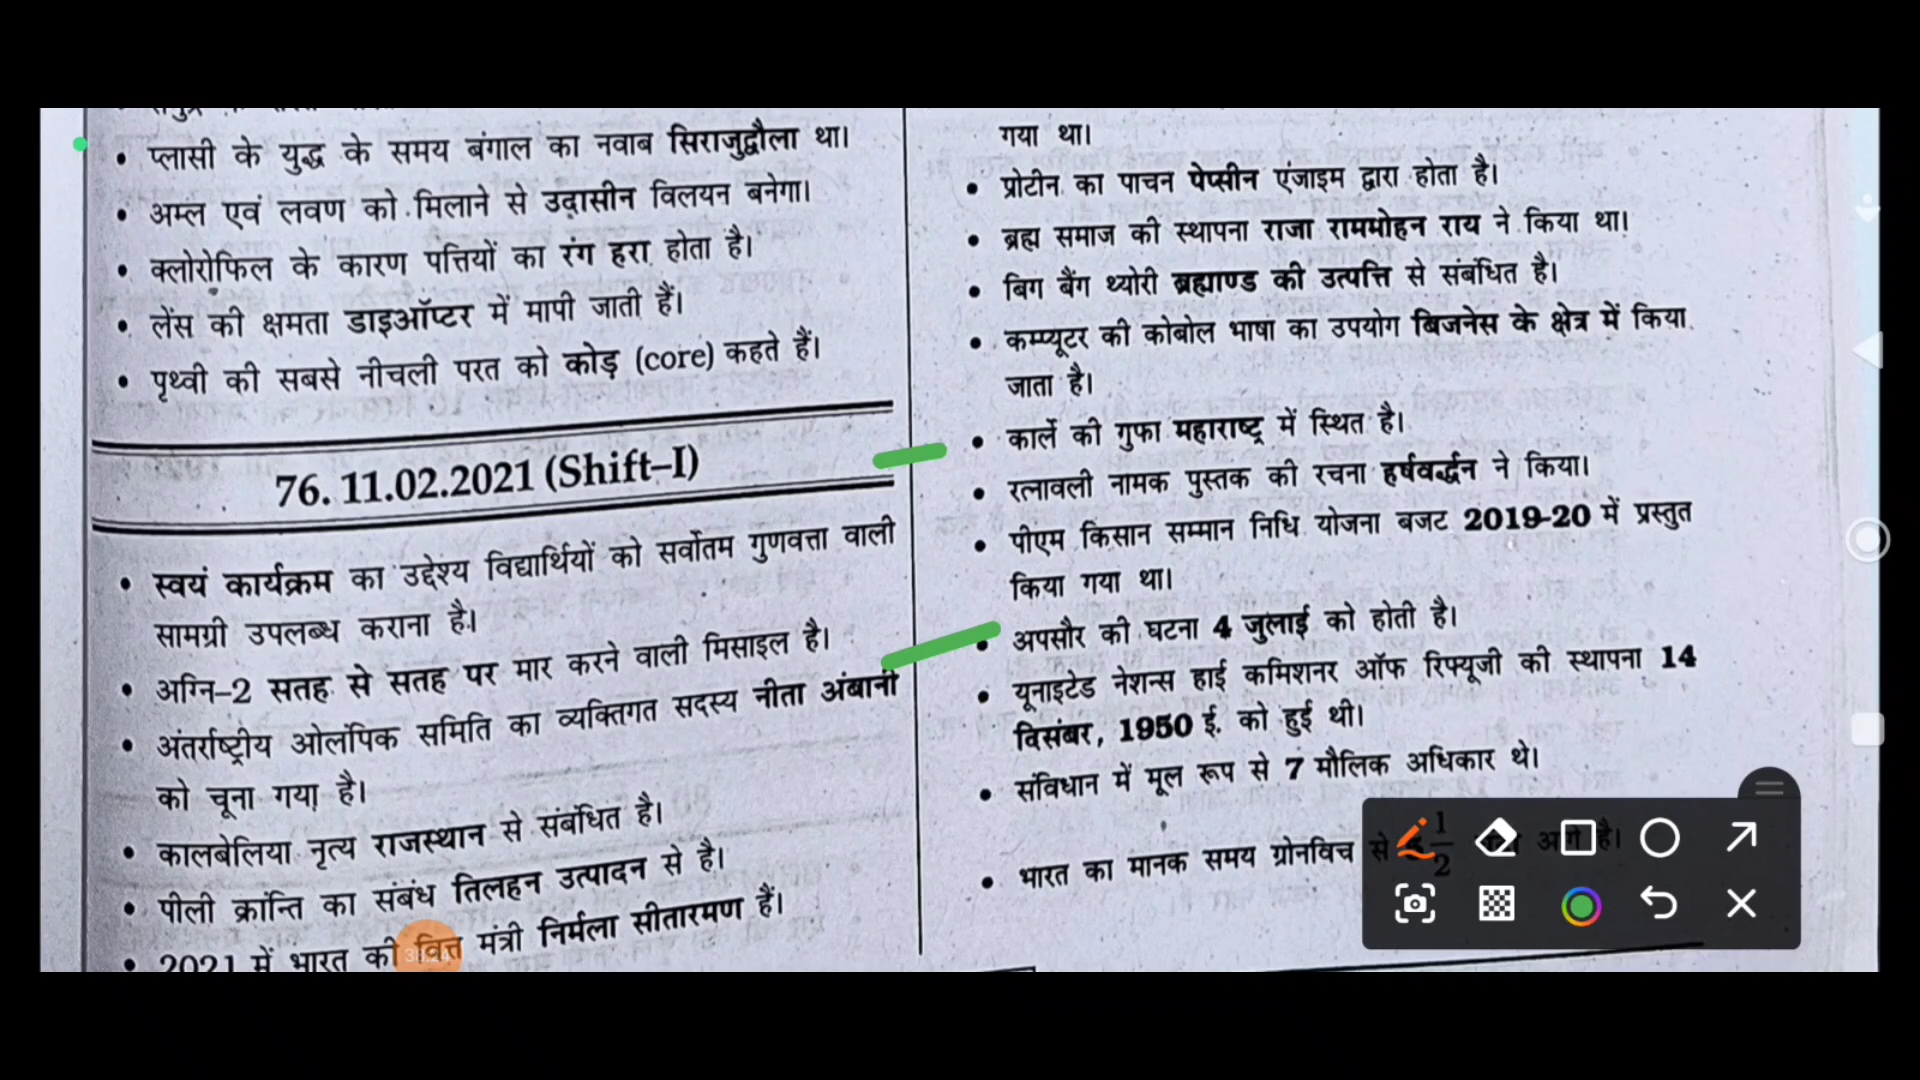 • प्लासी के युद्ध के समय बंगाल का नवाब सिराजुद्दौला था।
• अम्ल एवं लवण को मिलाने से उदासीन विलयन बनेगा।
• क्लोरोफिल के कारण पत्तियों का रंग हरा होता है।
• लेंस की क्षमता डाइऑप्टर में मापी जाती हैं।
• पृथ्वी की सबसे नीचली परत को कोड़ (core) कहते हैं।
76. 11.02.2021 (Shift–I)
• स्वयं कार्यक्रम का उद्देश्य विद्यार्थियों को सर्वोतम गुणवत्ता वाली
सामग्री उपलब्ध कराना है।
• अग्नि–2 सतह से सतह पर मार करने वाली मिसाइल है।
• अंतर्राष्ट्रीय ओलंपिक समिति का व्यक्तिगत सदस्य नीता अंबानी
को चूना गया है।
• कालबेलिया नृत्य राजस्थान से संबंधित है।
• पीली क्रांन्ति का संबंध तिलहन उत्पादन से है।
• 2021 में भारत की वित्त मंत्री निर्मला सीतारमण हैं।
गया था।
• प्रोटीन का पाचन पेप्सीन एंजाइम द्वारा होता है।
• ब्रह्म समाज की स्थापना राजा राममोहन राय ने किया था।
• बिग बैंग थ्योरी ब्रह्माण्ड की उत्पत्ति से संबंधित है।
• कम्प्यूटर की कोबोल भाषा का उपयोग बिजनेस के क्षेत्र में किया
जाता है।
• कार्ले की गुफा महाराष्ट्र में स्थित है।
• रत्नावली नामक पुस्तक की रचना हर्षवर्द्धन ने किया।
• पीएम किसान सम्मान निधि योजना बजट 2019-20 में प्रस्तुत
किया गया था।
• अपसौर की घटना 4 जुलाई को होती है।
• यूनाइटेड नेशन्स हाई कमिशनर ऑफ रिफ्यूजी की स्थापना 14
दिसंबर, 1950 ई. को हुई थी।
• संविधान में मूल रूप से 7 मौलिक अधिकार थे।
• भारत का मानक समय ग्रोनविच से 1/2 आगे है।